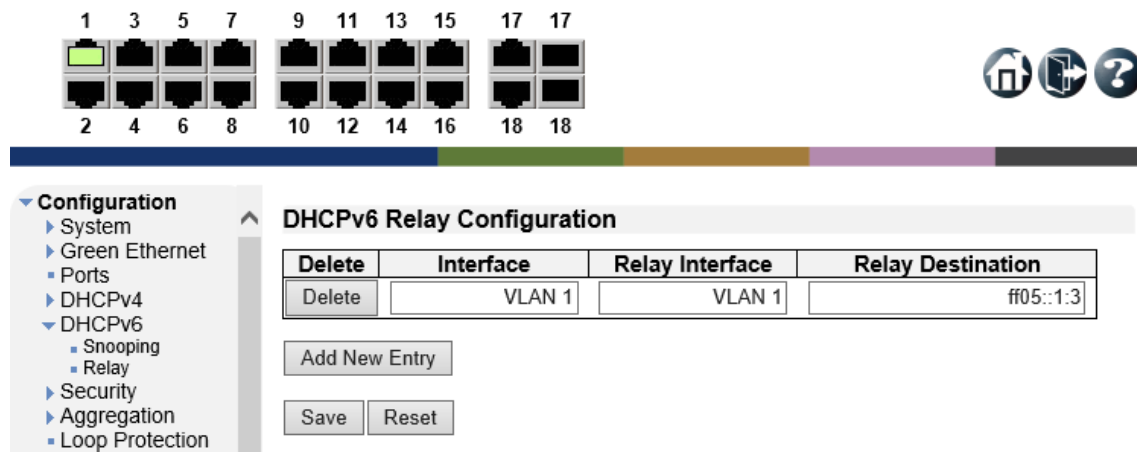 1 3 5 7 9 11 13 15 17 17
2 4 6 8 10 12 14 16 18 18
?
Configuration
System
Green Ethernet
Ports
DHCPv4
DHCPv6
Snooping
Relay
Security
Aggregation
Loop Protection
DHCPv6 Relay Configuration
Delete Interface Relay Interface Relay Destination
Delete VLAN 1 VLAN 1 ff05::1:3
Add New Entry
Save Reset